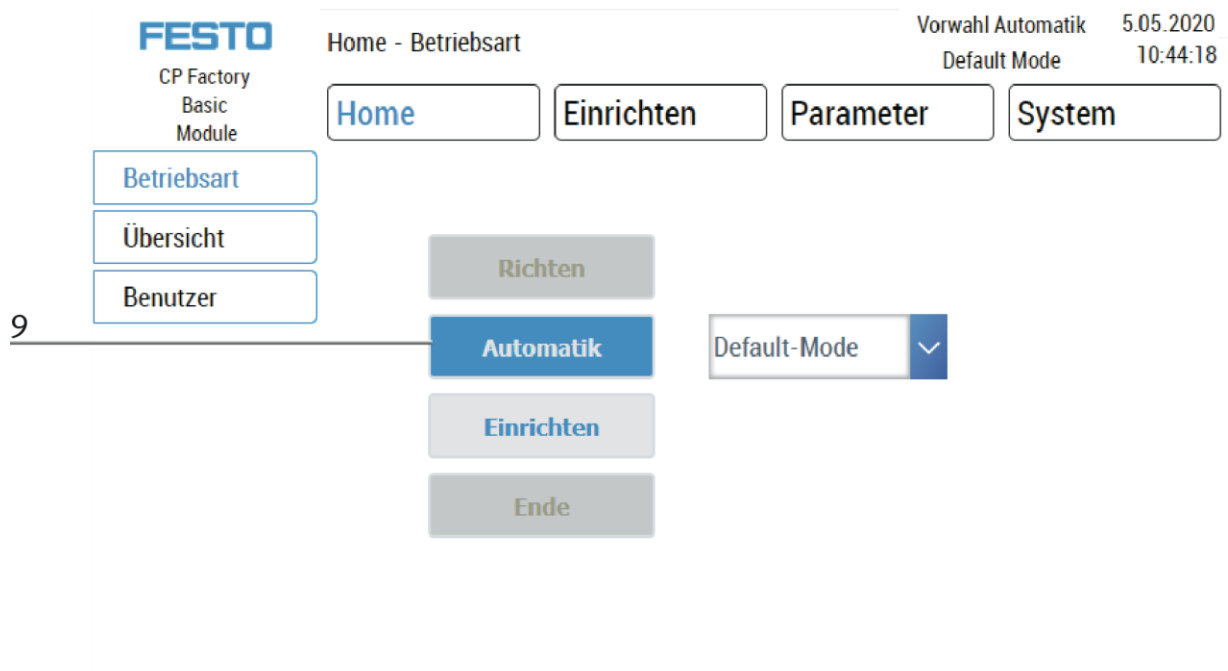 FESTO
CP Factory
Basic
Module
Home - Betriebsart
Vorwahl Automatik
Default Mode
5.05.2020
10:44:18
Home
Einrichten
Parameter
System
Betriebsart
Übersicht
Benutzer
9
Richten
Automatik
Default-Mode
Einrichten
Ende